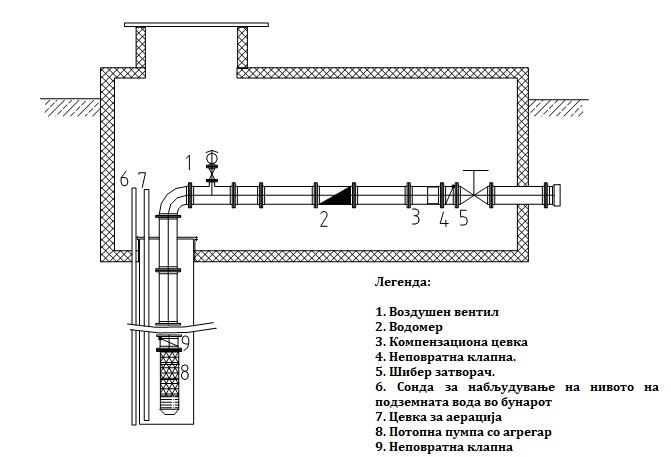 1
6
7
2
3
4
5
9
8
Легенда:
1. Воздушен вентил
2. Водомер
3. Компензациона цевка
4. Неповратна клапна.
5. Шибер затворач.
6. Сонда за набљудување на нивото на
подземната вода во бунарот
7. Цевка за аерација
8. Потопна пумпа со агрегар
9. Неповратна клапна